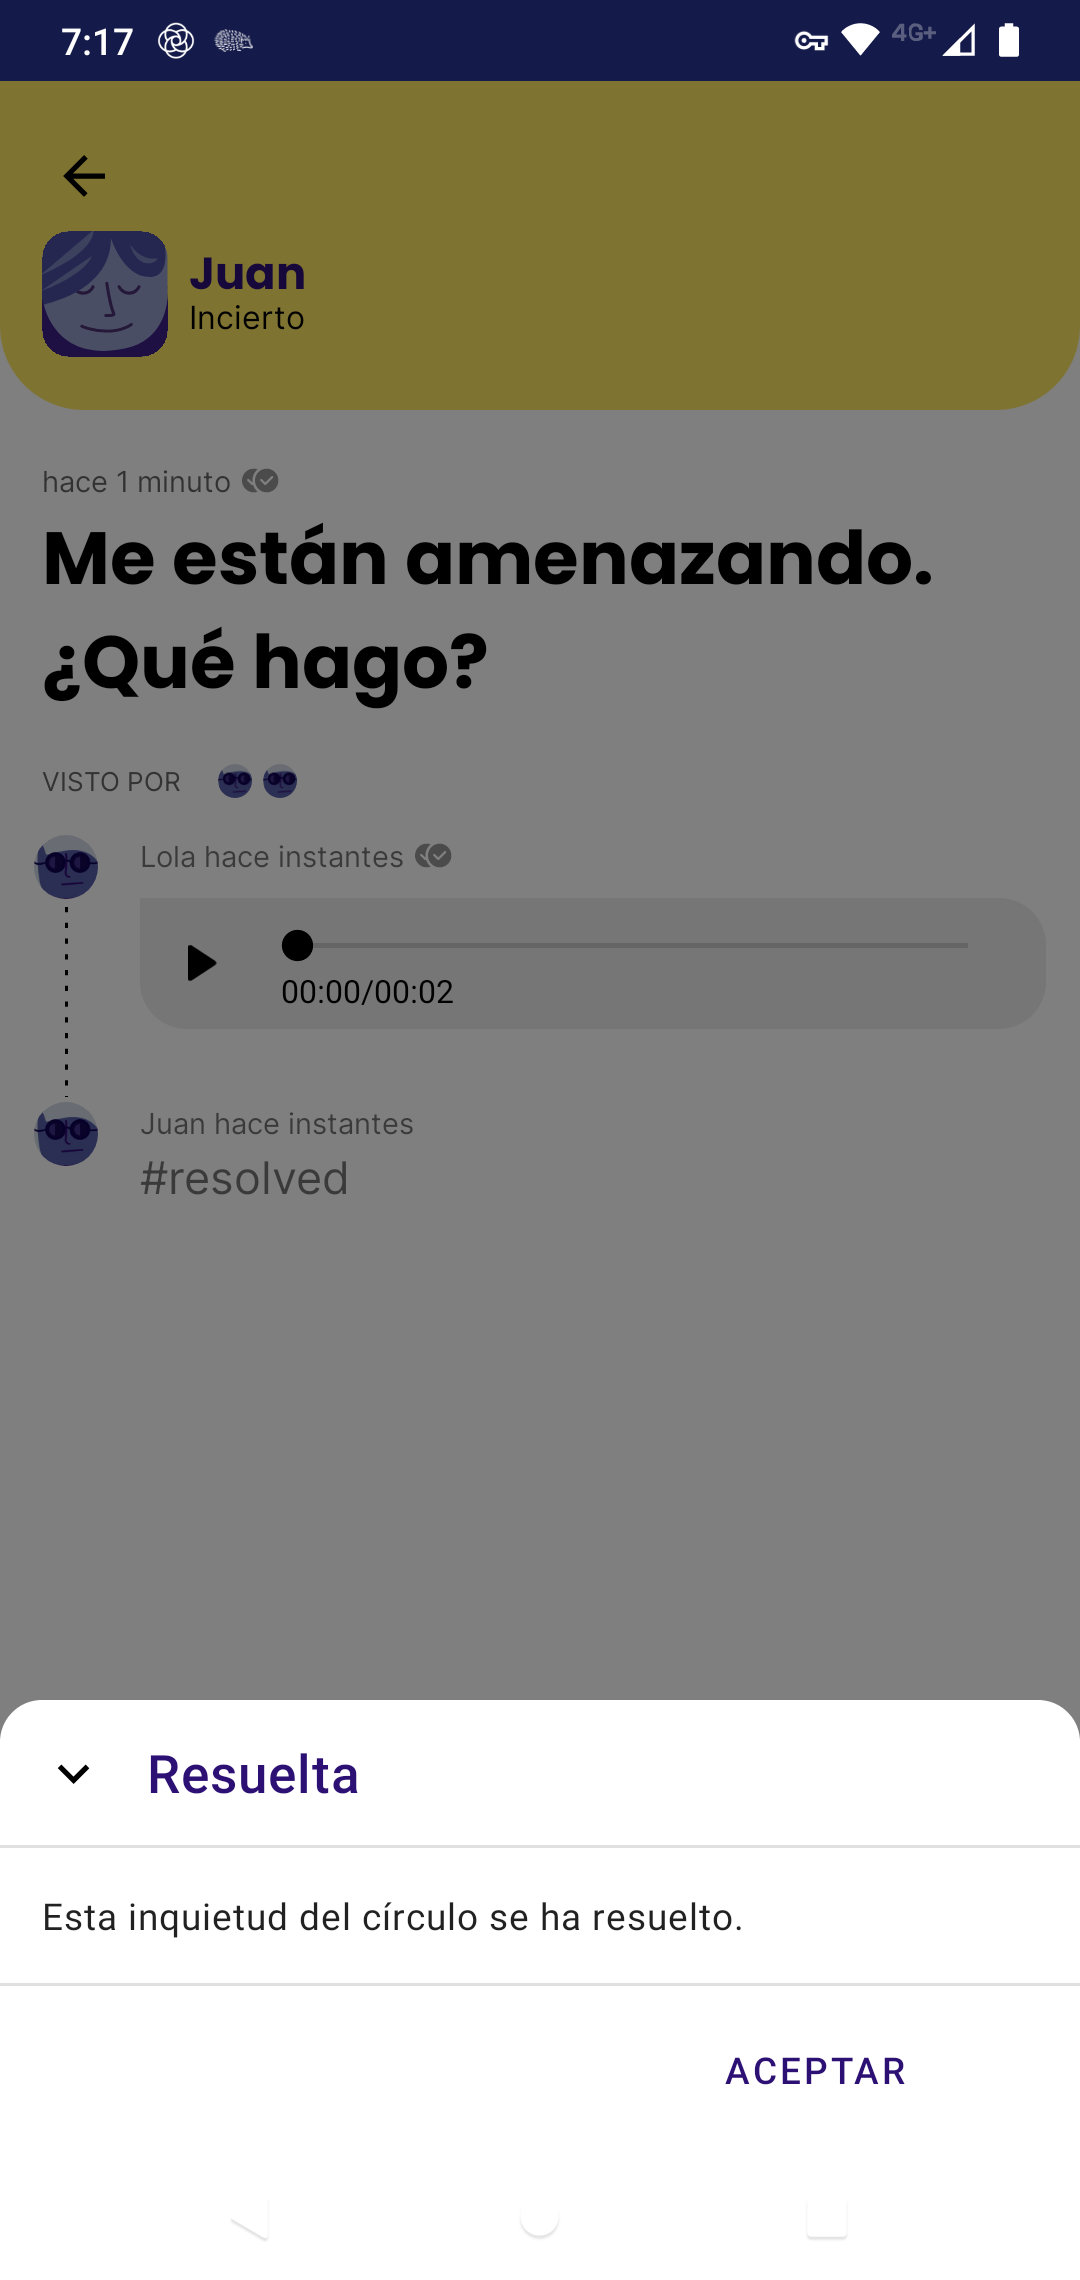 7:17
4G+
Juan
Incierto
hace 1 minuto
Me están amenazando.
¿Qué hago?
VISTO POR
Lola hace instantes
00:00/00:02
Juan hace instantes
#resolved
Resuelta
Esta inquietud del círculo se ha resuelto.
ACEPTAR